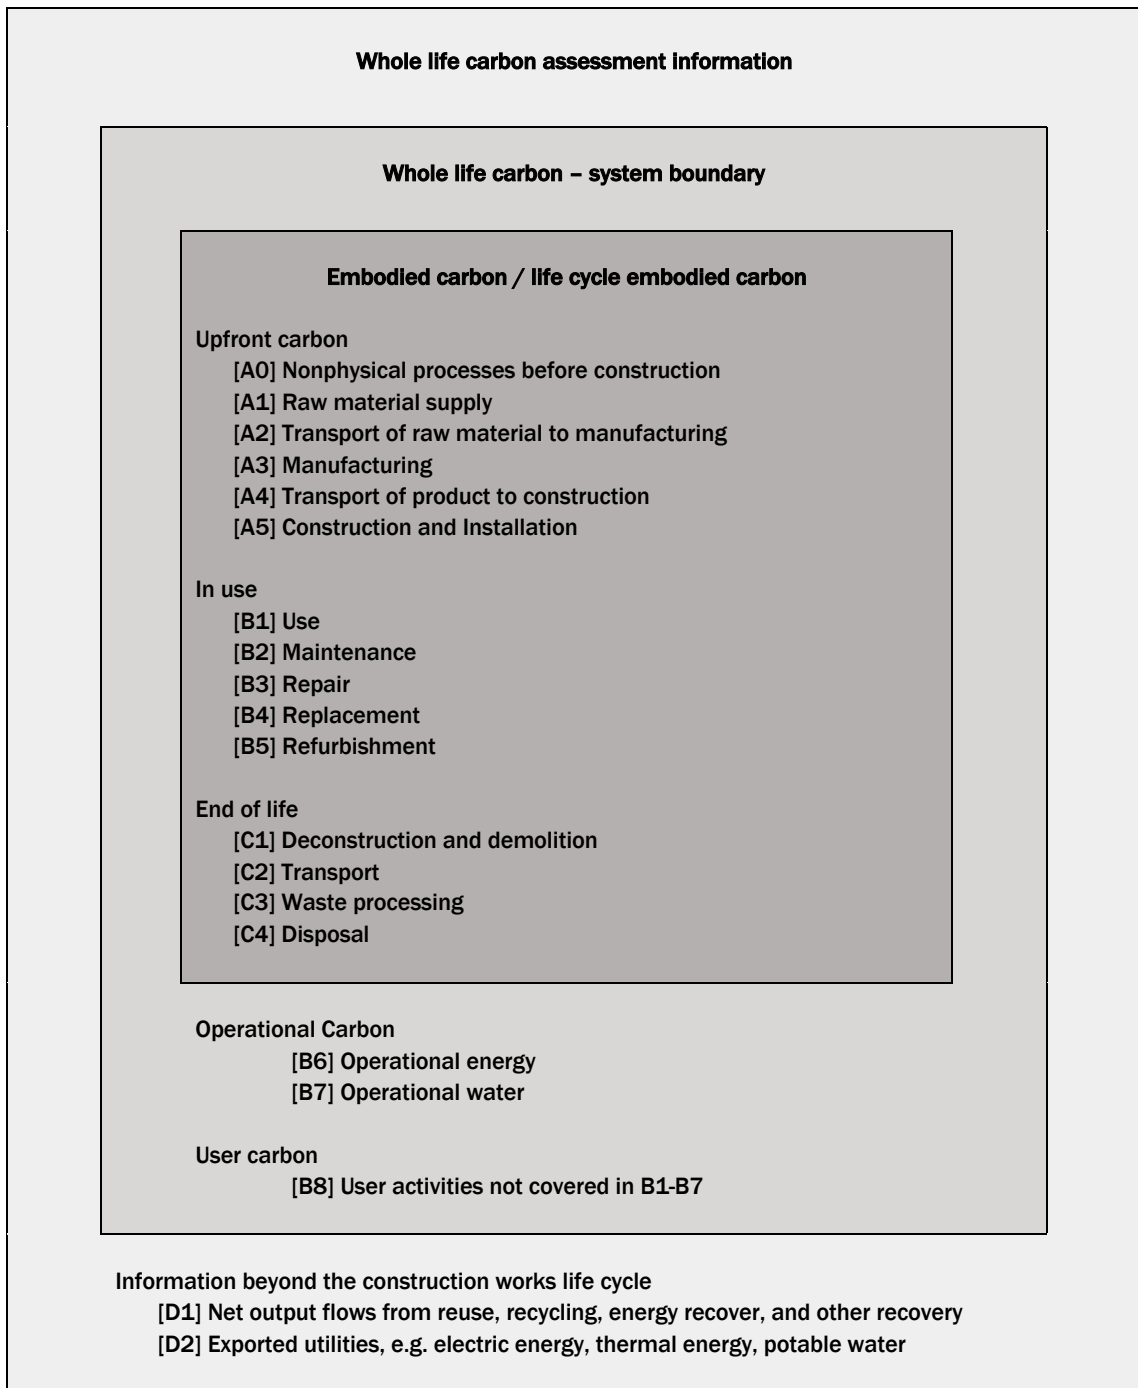 Whole life carbon assessment information
Whole life carbon – system boundary
Embodied carbon / life cycle embodied carbon
Upfront carbon
[A0] Nonphysical processes before construction
[A1] Raw material supply
[A2] Transport of raw material to manufacturing
[A3] Manufacturing
[A4] Transport of product to construction
[A5] Construction and Installation
In use
[B1] Use
[B2] Maintenance
[B3] Repair
[B4] Replacement
[B5] Refurbishment
End of life
[C1] Deconstruction and demolition
[C2] Transport
[C3] Waste processing
[C4] Disposal
Operational Carbon
[B6] Operational energy
[B7] Operational water
User carbon
[B8] User activities not covered in B1-B7
Information beyond the construction works life cycle
[D1] Net output flows from reuse, recycling, energy recover, and other recovery
[D2] Exported utilities, e.g. electric energy, thermal energy, potable water